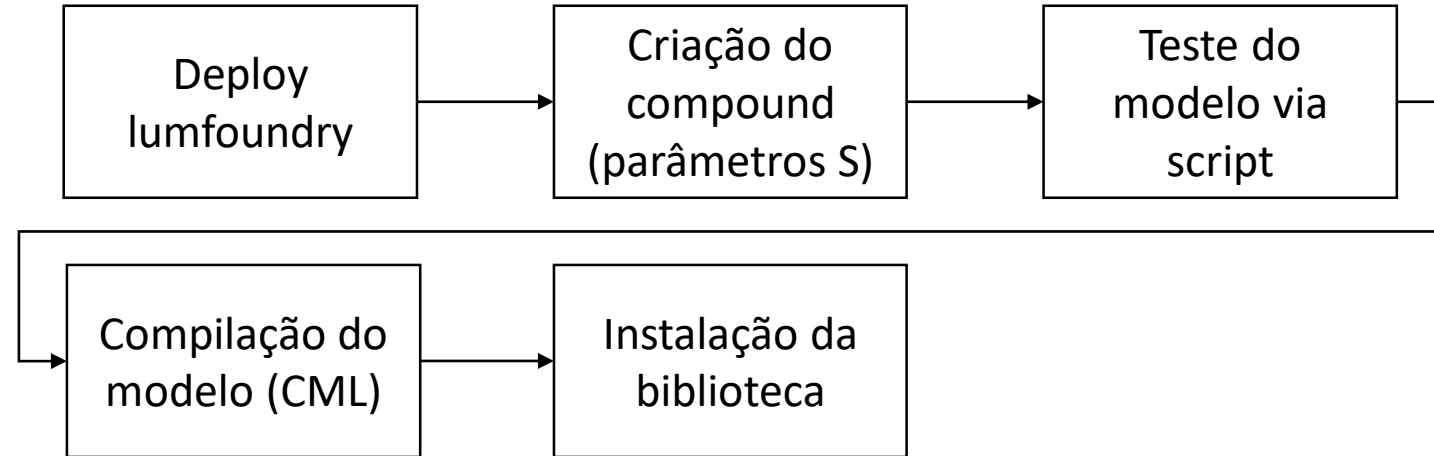 Deploy
lumfoundry
Criação do
compound
(parâmetros S)
Teste do
modelo via
script
Compilação do
modelo (CML)
Instalação da
biblioteca